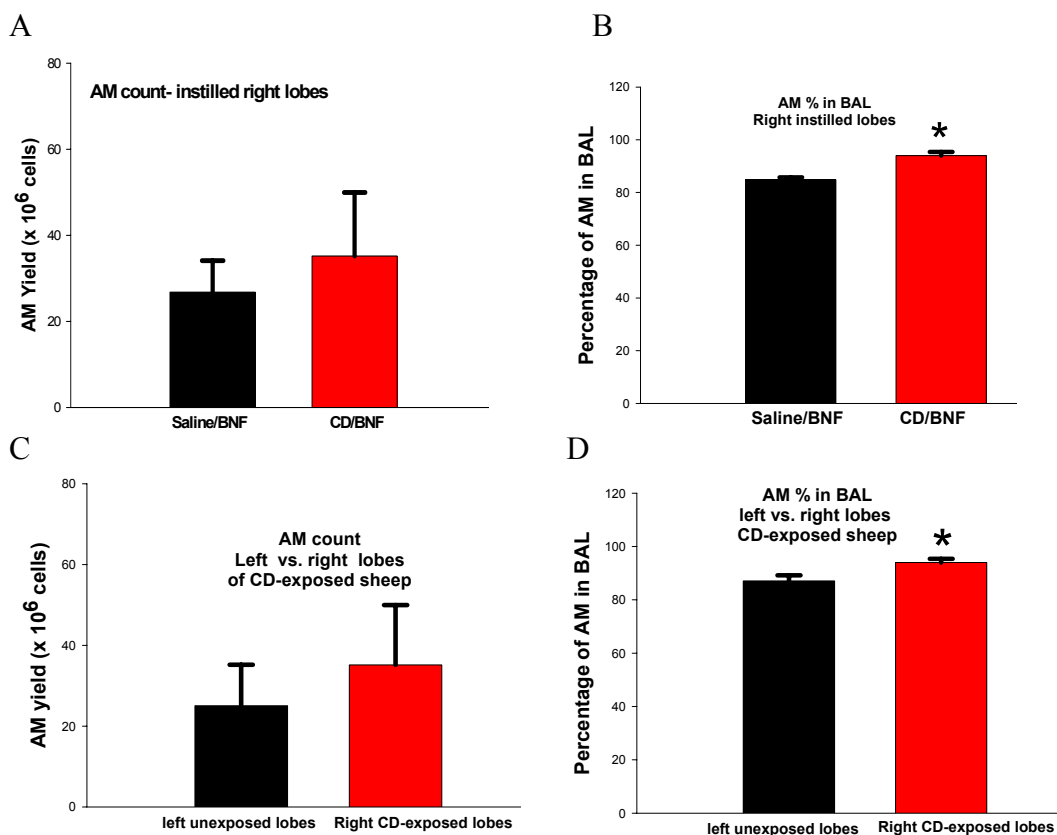 A
AM count- instilled right lobes
AM Yield (x 10⁶ cells)
80
60
40
20
0
Saline/BNF CD/BNF
B
AM % in BAL
Right instilled lobes
*
Percentage of AM in BAL
120
100
80
60
40
20
0
Saline/BNF CD/BNF
C
AM count
Left vs. right lobes
of CD-exposed sheep
AM yield (x 10⁶ cells)
80
60
40
20
0
left unexposed lobes Right CD-exposed lobes
D
AM % in BAL
left vs. right lobes
CD-exposed sheep
*
Percentage of AM in BAL
120
100
80
60
40
20
0
left unexposed lobes Right CD-exposed lobes